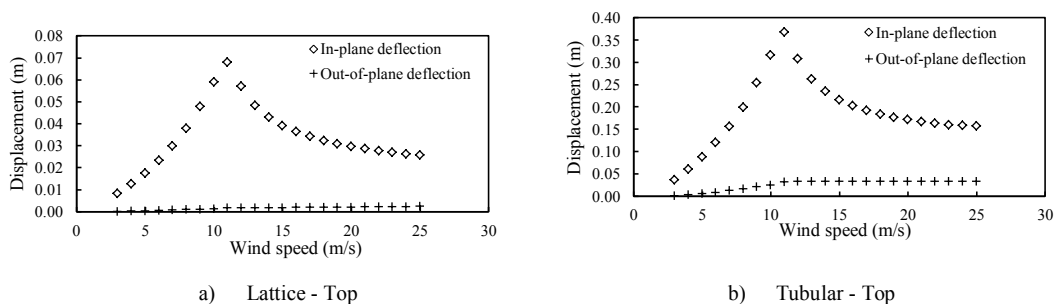 0.08
0.07
0.06
0.05
0.04
0.03
0.02
0.01
0.00
Displacement (m)
In-plane deflection
Out-of-plane deflection
0 5 10 15 20 25 30
Wind speed (m/s)
a) Lattice - Top
0.40
0.35
0.30
0.25
0.20
0.15
0.10
0.05
0.00
Displacement (m)
In-plane deflection
Out-of-plane deflection
0 5 10 15 20 25 30
Wind speed (m/s)
b) Tubular - Top